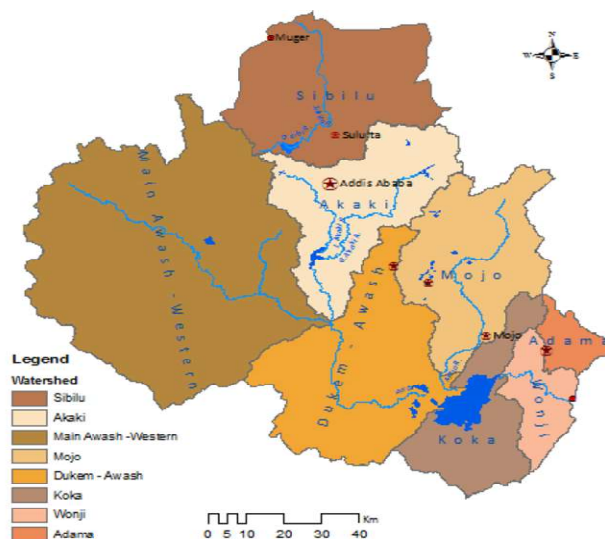 Muger
N
W E
S
Sibilu
Sululta
Addis Ababa
Akaki
Main Awash -Western
Mojo
Dukem - Awash
Mojo
Adama
Wonji
Koka
Legend
Watershed
Sibilu
Akaki
Main Awash -Western
Mojo
Dukem - Awash
Koka
Wonji
Adama
Km
0 5 10 20 30 40